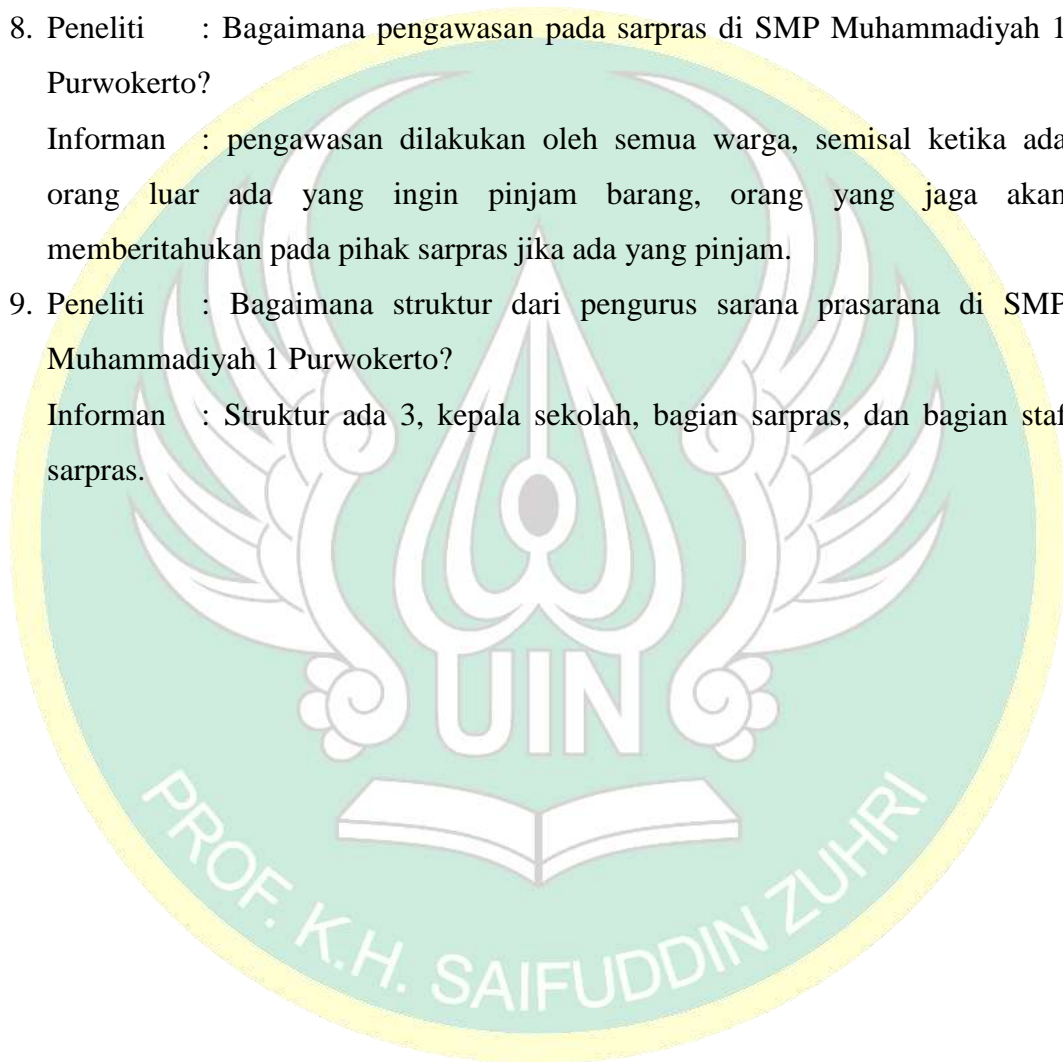 8. Peneliti : Bagaimana pengawasan pada sarpras di SMP Muhammadiyah 1
Purwokerto?
Informan : pengawasan dilakukan oleh semua warga, semisal ketika ada
orang luar ada yang ingin pinjam barang, orang yang jaga akan
memberitahukan pada pihak sarpras jika ada yang pinjam.
9. Peneliti : Bagaimana struktur dari pengurus sarana prasarana di SMP
Muhammadiyah 1 Purwokerto?
Informan : Struktur ada 3, kepala sekolah, bagian sarpras, dan bagian staf
sarpras.
UIN
PROF. K.H. SAIFUDDIN ZUHRI